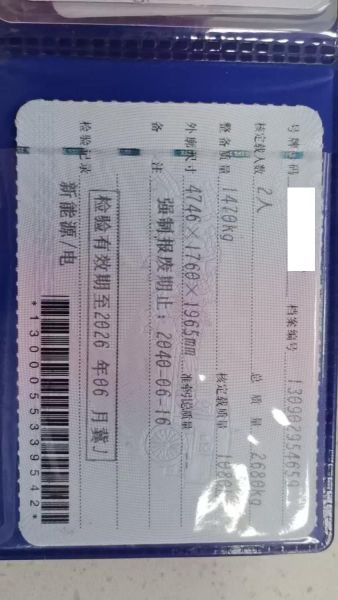 号牌号码 档案编号
核定载人数 2人 总质量 2680kg
整备质量 1470kg 核定载质量
外廓尺寸 4746×1760×1965mm 准牵引总质量 --
备注 强制报废期止：2040-06-16
检验记录 检验有效期至2026年06月冀J
新能源/电
*1300055339542*